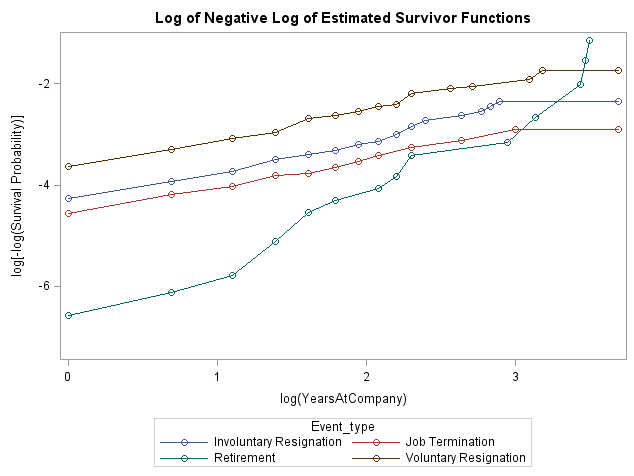 Log of Negative Log of Estimated Survivor Functions
log[-log(Survival Probability)]
-2
-4
-6
0 1 2 3
log(YearsAtCompany)
Event_type
Involuntary Resignation Job Termination
Retirement Voluntary Resignation